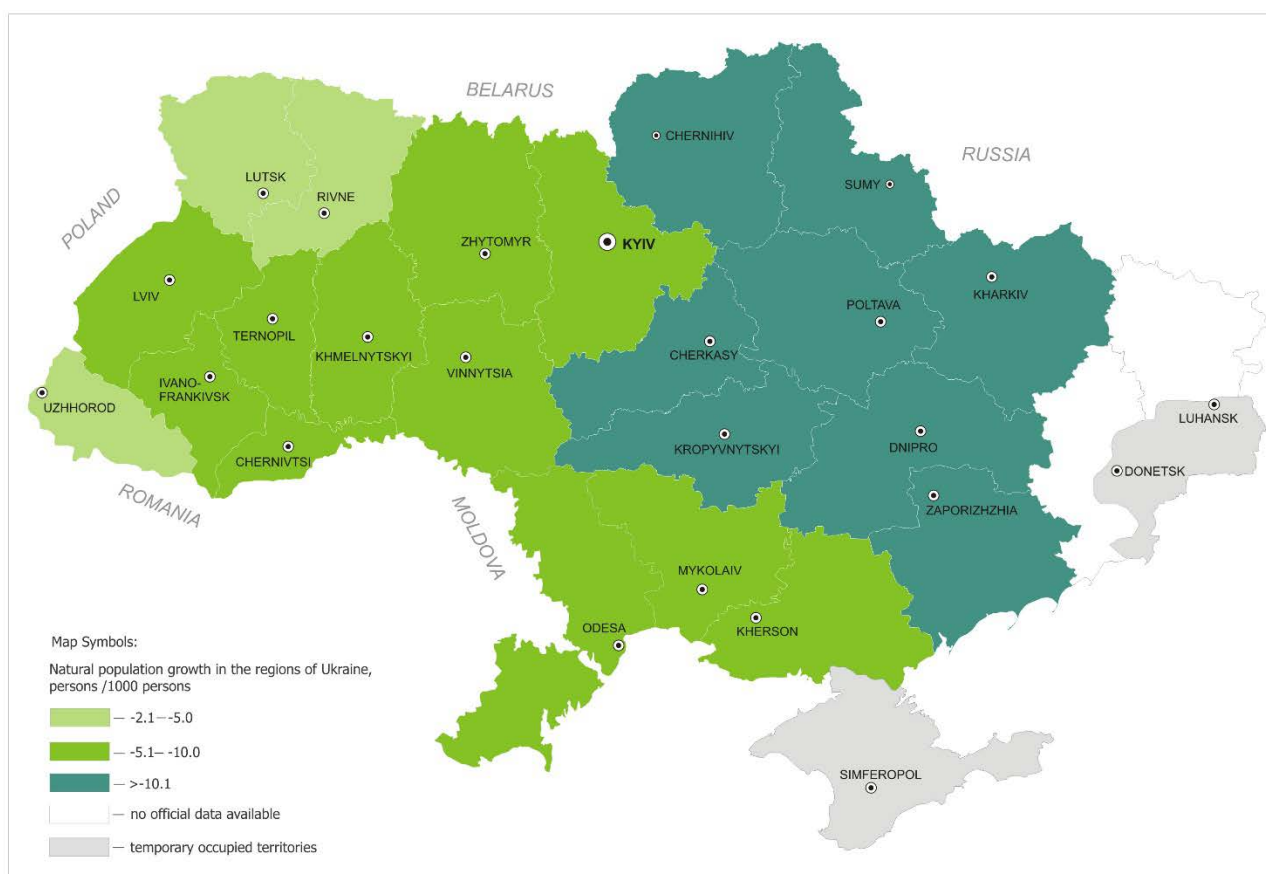 BELARUS
CHERNIHIV
RUSSIA
LUTSK
SUMY
RIVNE
POLAND
ZHYTOMYR
KYIV
LVIV
KHARKIV
TERNOPIL
POLTAVA
KHMELNYTSKYI
CHERKASY
VINNYTSIA
IVANO-
FRANKIVSK
UZHHOROD
LUHANSK
CHERNIVTSI
KROPYVNYTSKYI
DNIPRO
DONETSK
ROMANIA
ZAPORIZHZHIA
MOLDOVA
MYKOLAIV
ODESA
KHERSON
Map Symbols:
Natural population growth in the regions of Ukraine,
persons /1000 persons
— -2.1— -5.0
— -5.1— -10.0
— >-10.1
— no official data available
— temporary occupied territories
SIMFEROPOL